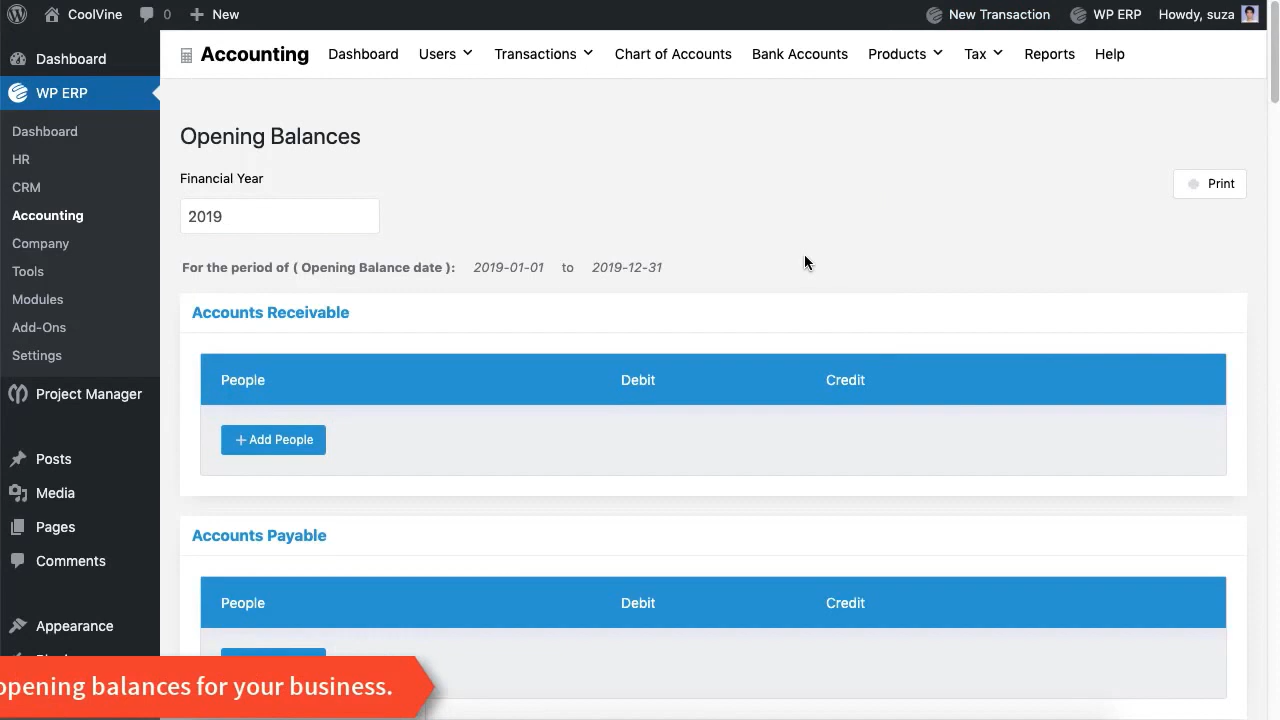 CoolVine 0 New New Transaction WP ERP Howdy, suza
Dashboard
WP ERP
Dashboard
HR
CRM
Accounting
Company
Tools
Modules
Add-Ons
Settings
Project Manager
Posts
Media
Pages
Comments
Appearance
Accounting Dashboard Users Transactions Chart of Accounts Bank Accounts Products Tax Reports Help
Opening Balances
Financial Year
Print
2019
For the period of ( Opening Balance date ): 2019-01-01 to 2019-12-31
Accounts Receivable
People Debit Credit
+ Add People
Accounts Payable
People Debit Credit
opening balances for your business.